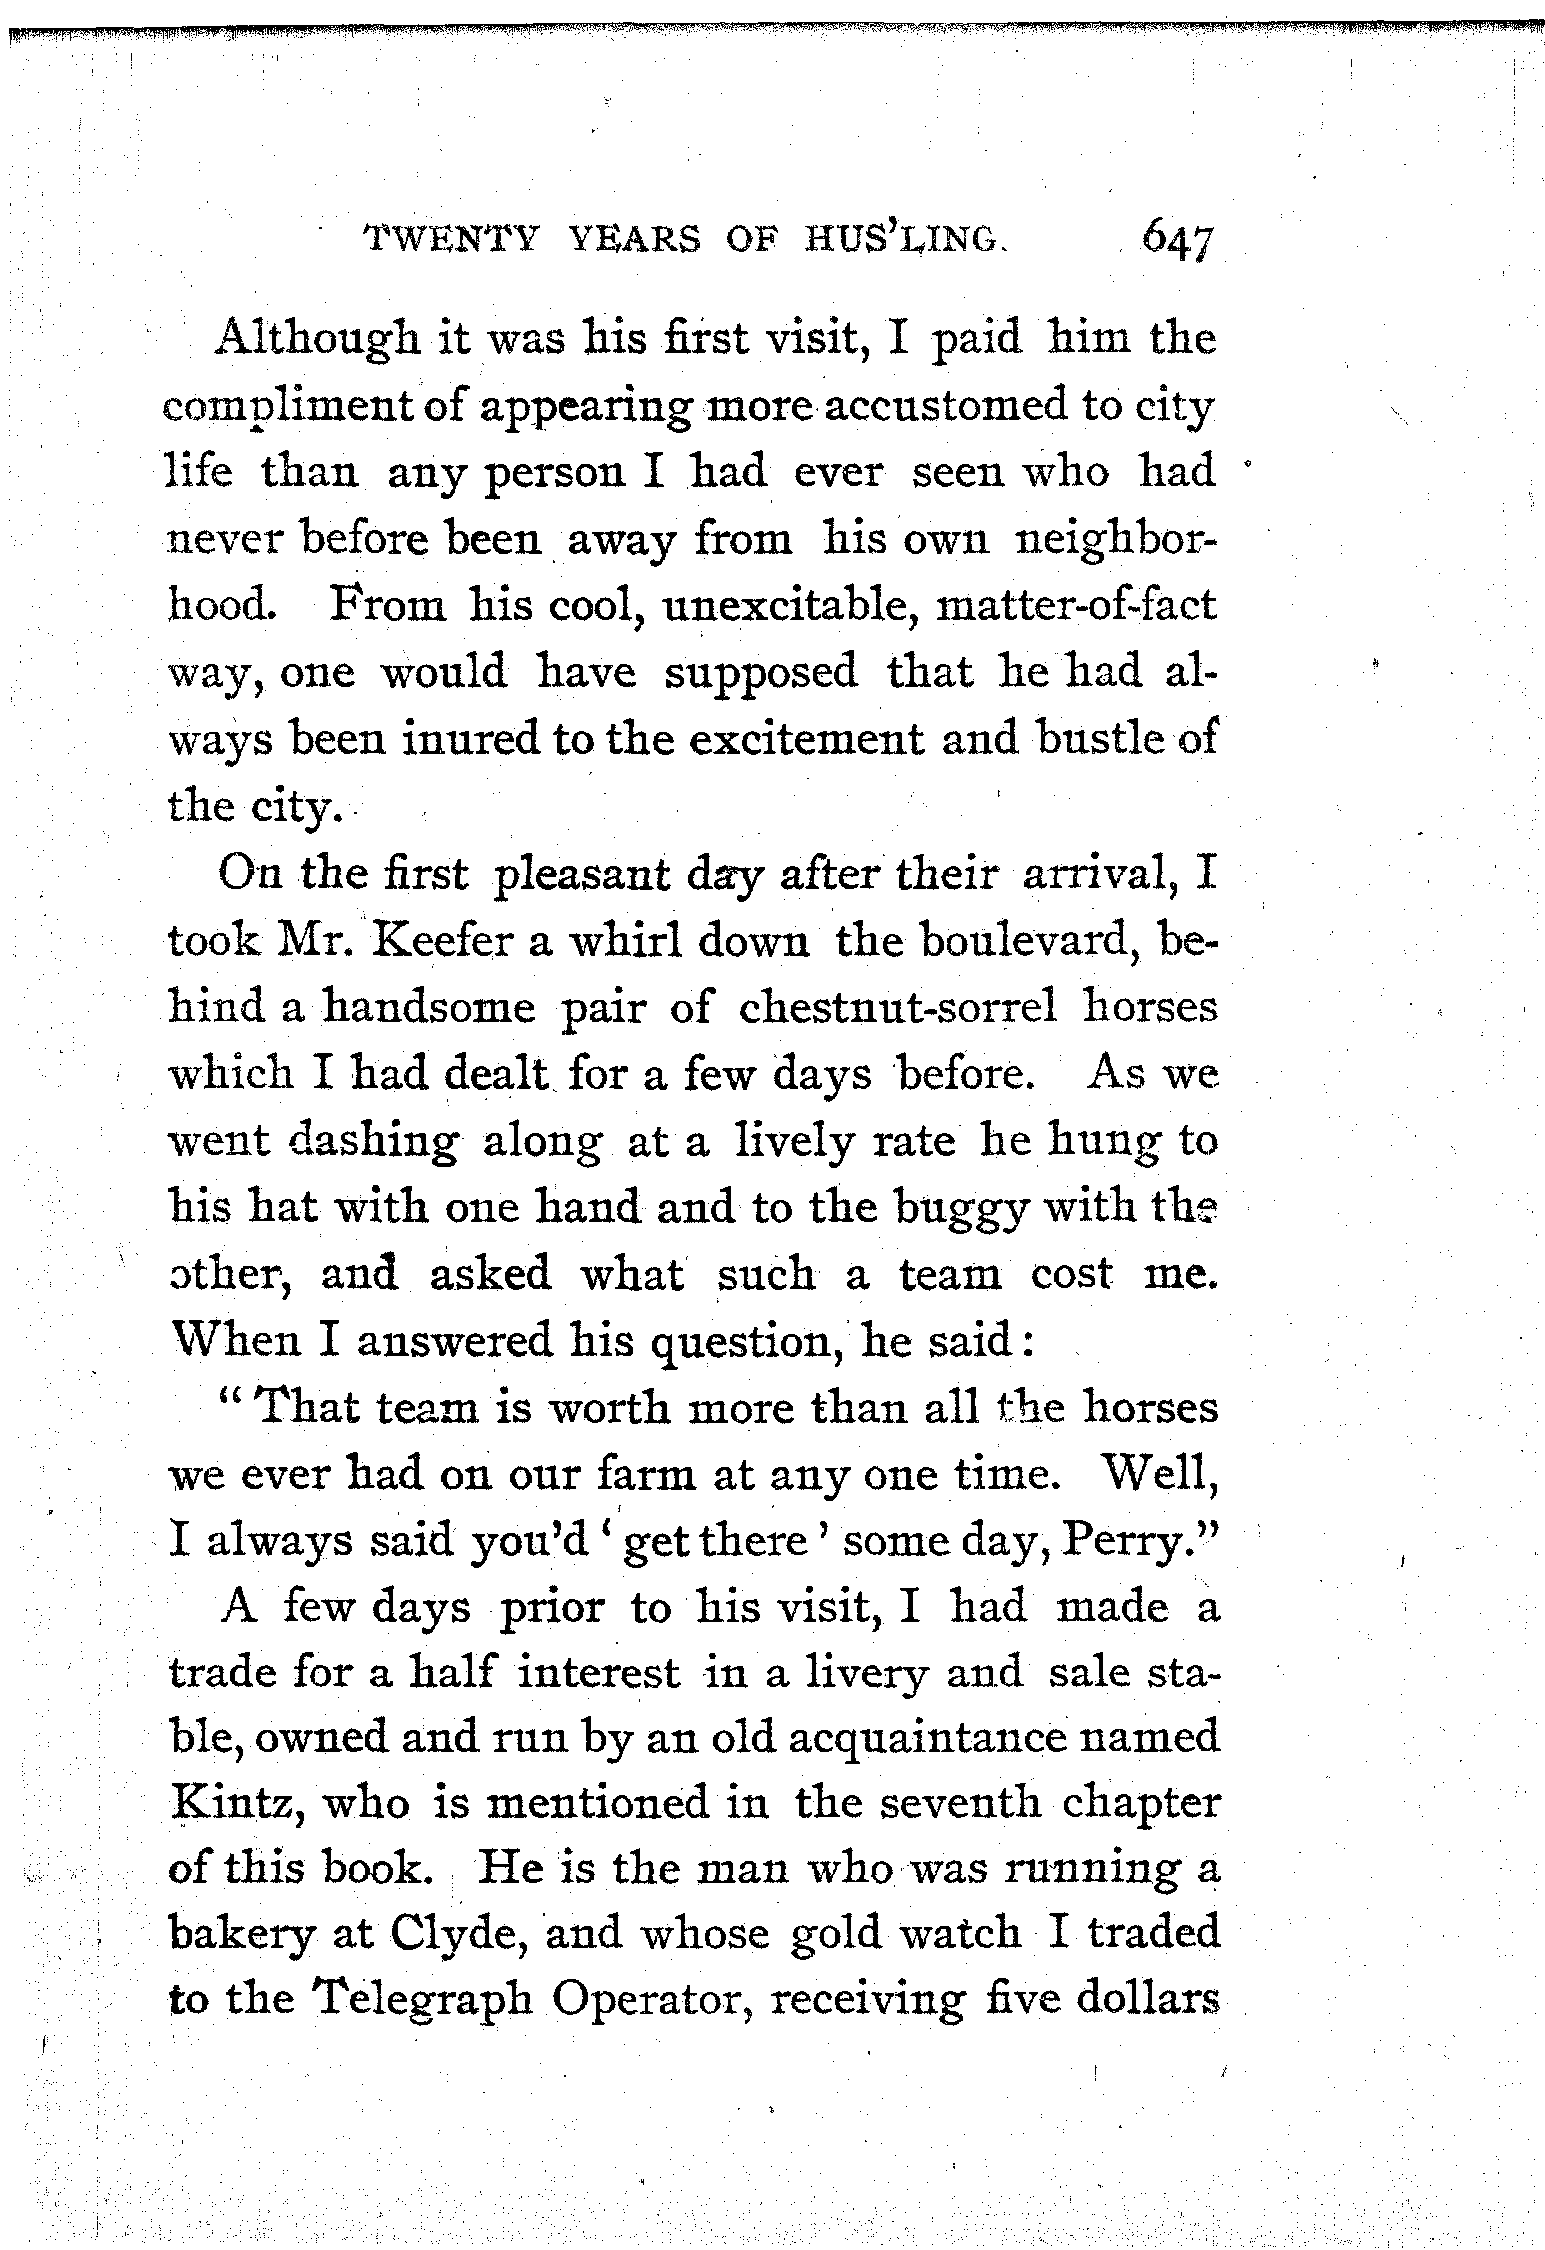 TWENTY YEARS OF HUS'LING. 647
Although it was his first visit, I paid him the
compliment of appearing more accustomed to city
life than any person I had ever seen who had
never before been away from his own neighbor-
hood. From his cool, unexcitable, matter-of-fact
way, one would have supposed that he had al-
ways been inured to the excitement and bustle of
the city.
On the first pleasant day after their arrival, I
took Mr. Keefer a whirl down the boulevard, be-
hind a handsome pair of chestnut-sorrel horses
which I had dealt for a few days before. As we
went dashing along at a lively rate he hung to
his hat with one hand and to the buggy with the
other, and asked what such a team cost me.
When I answered his question, he said:
"That team is worth more than all the horses
we ever had on our farm at any one time. Well,
I always said you'd 'get there' some day, Perry."
A few days prior to his visit, I had made a
trade for a half interest in a livery and sale sta-
ble, owned and run by an old acquaintance named
Kintz, who is mentioned in the seventh chapter
of this book. He is the man who was running a
bakery at Clyde, and whose gold watch I traded
to the Telegraph Operator, receiving five dollars